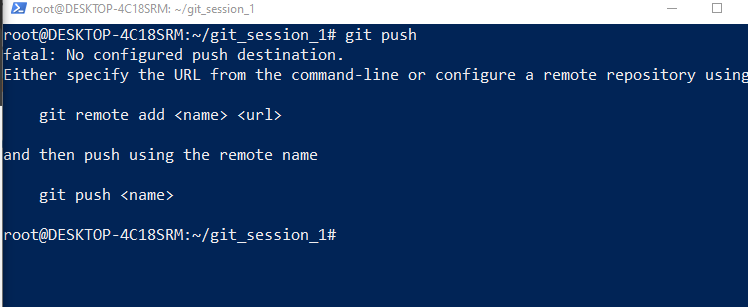 root@DESKTOP-4C18SRM: ~/git_session_1
root@DESKTOP-4C18SRM:~/git_session_1# git push
fatal: No configured push destination.
Either specify the URL from the command-line or configure a remote repository using
git remote add <name> <url>
and then push using the remote name
git push <name>
root@DESKTOP-4C18SRM:~/git_session_1#